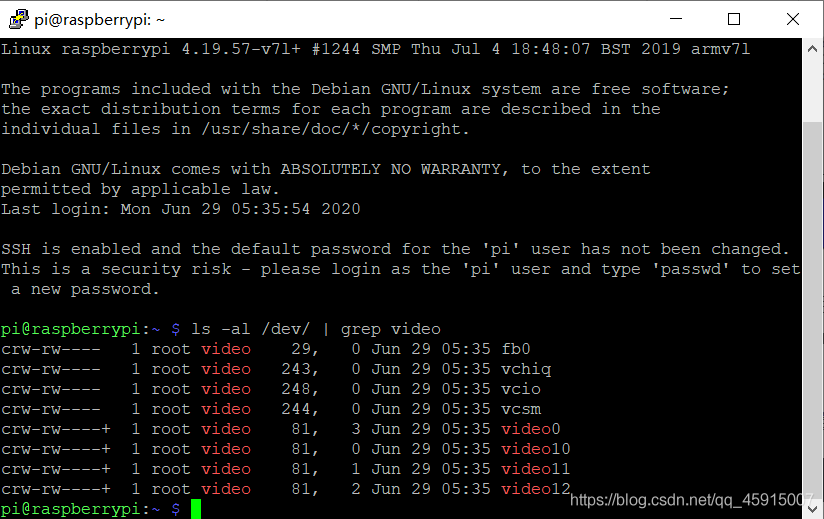 pi@raspberrypi: ~
Linux raspberrypi 4.19.57-v7l+ #1244 SMP Thu Jul 4 18:48:07 BST 2019 armv7l
The programs included with the Debian GNU/Linux system are free software;
the exact distribution terms for each program are described in the
individual files in /usr/share/doc/*/copyright.
Debian GNU/Linux comes with ABSOLUTELY NO WARRANTY, to the extent
permitted by applicable law.
Last login: Mon Jun 29 05:35:54 2020
SSH is enabled and the default password for the 'pi' user has not been changed.
This is a security risk - please login as the 'pi' user and type 'passwd' to set
 a new password.
pi@raspberrypi:~ $ ls -al /dev/ | grep video
crw-rw----   1 root video    29,   0 Jun 29 05:35 fb0
crw-rw----   1 root video   243,   0 Jun 29 05:35 vchiq
crw-rw----   1 root video   248,   0 Jun 29 05:35 vcio
crw-rw----   1 root video   244,   0 Jun 29 05:35 vcsm
crw-rw----+  1 root video    81,   3 Jun 29 05:35 video0
crw-rw----+  1 root video    81,   0 Jun 29 05:35 video10
crw-rw----+  1 root video    81,   1 Jun 29 05:35 video11
crw-rw----+  1 root video    81,   2 Jun 29 05:35 video12
https://blog.csdn.net/qq_45915007
pi@raspberrypi:~ $